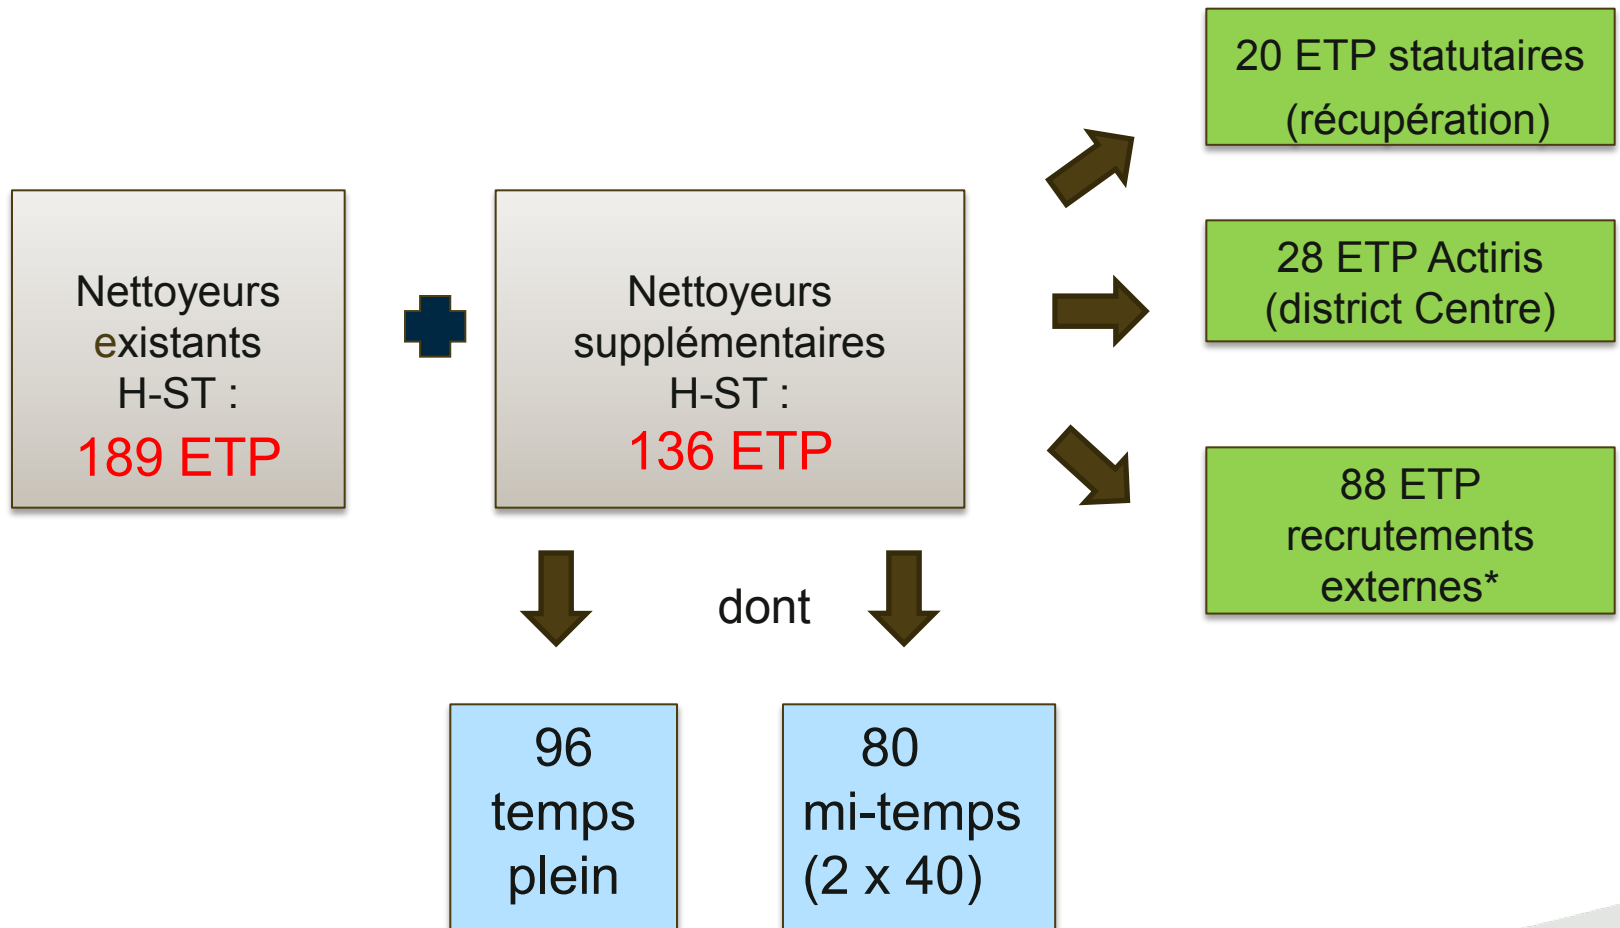 Nettoyeurs
existants
H-ST :
189 ETP
Nettoyeurs
supplémentaires
H-ST :
136 ETP
20 ETP statutaires
(récupération)
28 ETP Actiris
(district Centre)
88 ETP
recrutements
externes*
dont
96
temps
plein
80
mi-temps
(2 x 40)